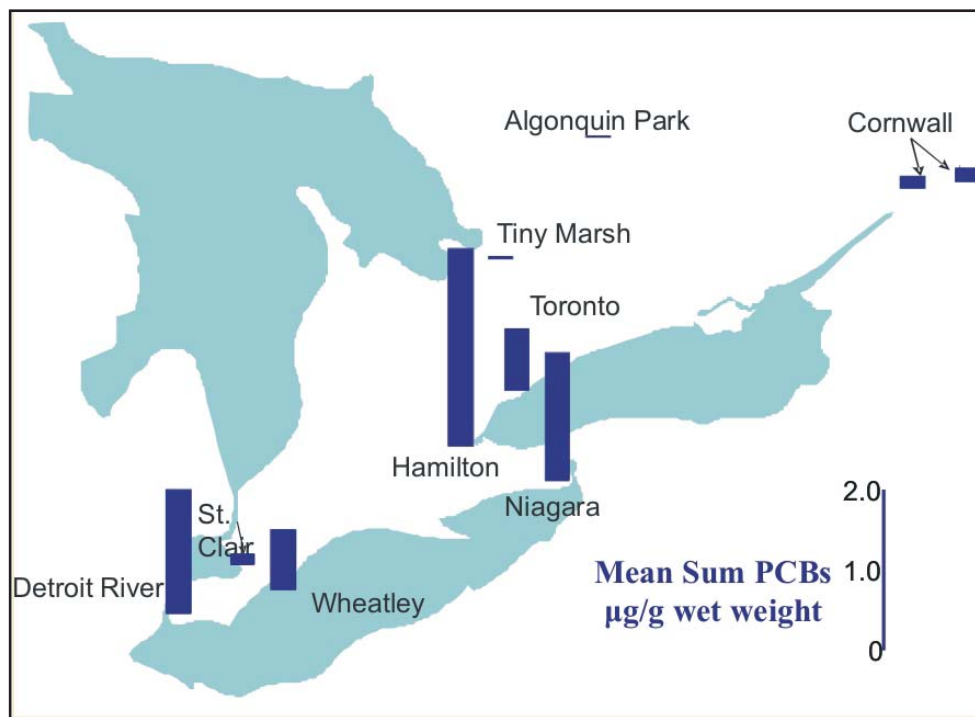 Algonquin Park
Cornwall
Tiny Marsh
Toronto
Hamilton
Niagara
St.
Clair
Detroit River
Wheatley
2.0
1.0
0
Mean Sum PCBs
µg/g wet weight